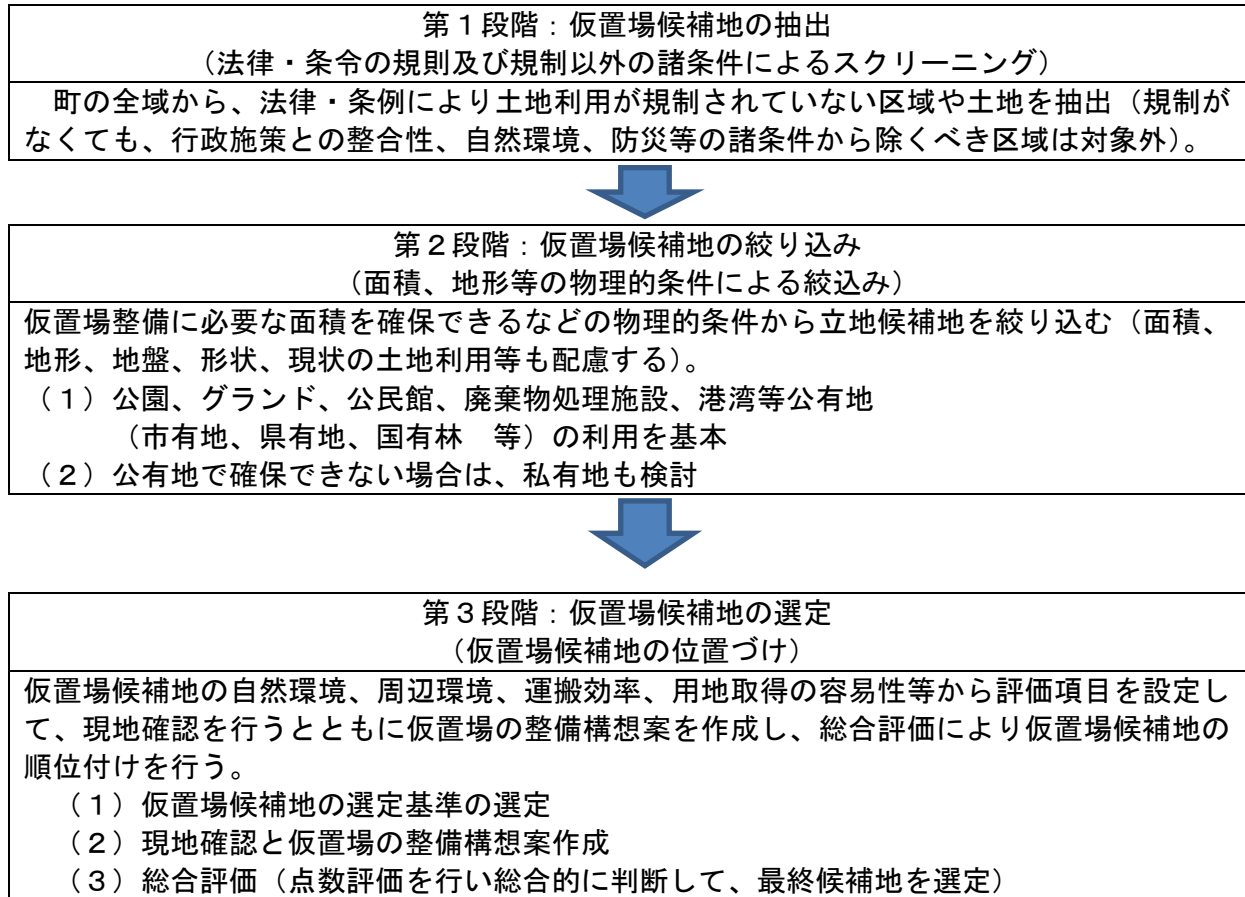 第１段階：仮置場候補地の抽出
（法律・条令の規則及び規制以外の諸条件によるスクリーニング）
　町の全域から、法律・条例により土地利用が規制されていない区域や土地を抽出（規制が
なくても、行政施策との整合性、自然環境、防災等の諸条件から除くべき区域は対象外）。
第２段階：仮置場候補地の絞り込み
（面積、地形等の物理的条件による絞込み）
仮置場整備に必要な面積を確保できるなどの物理的条件から立地候補地を絞り込む（面積、
地形、地盤、形状、現状の土地利用等も配慮する）。
（１）公園、グランド、公民館、廃棄物処理施設、港湾等公有地
（市有地、県有地、国有林　等）の利用を基本
（２）公有地で確保できない場合は、私有地も検討
第３段階：仮置場候補地の選定
（仮置場候補地の位置づけ）
仮置場候補地の自然環境、周辺環境、運搬効率、用地取得の容易性等から評価項目を設定し
て、現地確認を行うとともに仮置場の整備構想案を作成し、総合評価により仮置場候補地の
順位付けを行う。
（１）仮置場候補地の選定基準の選定
（２）現地確認と仮置場の整備構想案作成
（３）総合評価（点数評価を行い総合的に判断して、最終候補地を選定）